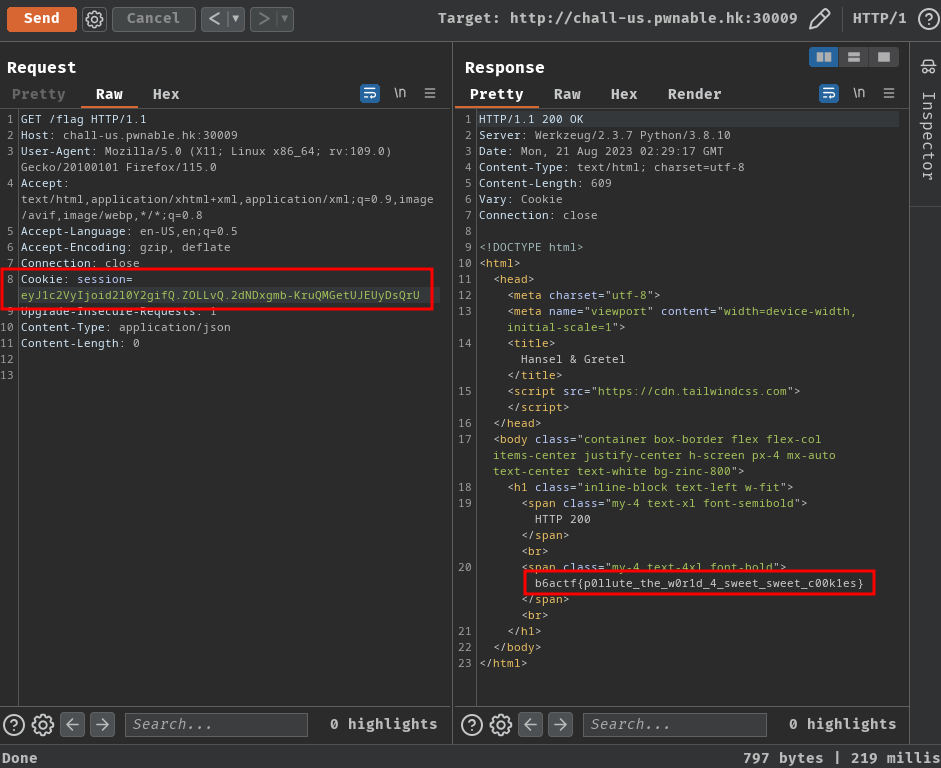 Send Cancel < ▼ > ▼ Target: http://chall-us.pwnable.hk:30009 HTTP/1 ?
Request
Pretty Raw Hex \n
1 GET /flag HTTP/1.1
2 Host: chall-us.pwnable.hk:30009
3 User-Agent: Mozilla/5.0 (X11; Linux x86_64; rv:109.0)
Gecko/20100101 Firefox/115.0
4 Accept:
text/html,application/xhtml+xml,application/xml;q=0.9,image
/avif,image/webp,*/*;q=0.8
5 Accept-Language: en-US,en;q=0.5
6 Accept-Encoding: gzip, deflate
7 Connection: close
8 Cookie: session=
eyJ1c2VyIjoid2l0Y2gifQ.ZOLLvQ.2dNDxgmb-KruQMGetUJEUyDsQrU
9 Upgrade-Insecure-Requests: 1
10 Content-Type: application/json
11 Content-Length: 0
12
13
Response
Pretty Raw Hex Render \n
1 HTTP/1.1 200 OK
2 Server: Werkzeug/2.3.7 Python/3.8.10
3 Date: Mon, 21 Aug 2023 02:29:17 GMT
4 Content-Type: text/html; charset=utf-8
5 Content-Length: 609
6 Vary: Cookie
7 Connection: close
8
9 <!DOCTYPE html>
10 <html>
11 <head>
12 <meta charset="utf-8">
13 <meta name="viewport" content="width=device-width,
initial-scale=1">
14 <title>
Hansel & Gretel
</title>
15 <script src="https://cdn.tailwindcss.com">
</script>
16 </head>
17 <body class="container box-border flex flex-col
items-center justify-center h-screen px-4 mx-auto
text-center text-white bg-zinc-800">
18 <h1 class="inline-block text-left w-fit">
19 <span class="my-4 text-xl font-semibold">
HTTP 200
</span>
<br>
20 <span class="my-4 text-4xl font-bold">
b6actf{p0llute_the_w0r1d_4_sweet_sweet_c00k1es}
</span>
<br>
21 </h1>
22 </body>
23 </html>
Inspector
? Search... 0 highlights
? Search... 0 highlights
Done 797 bytes | 219 millis